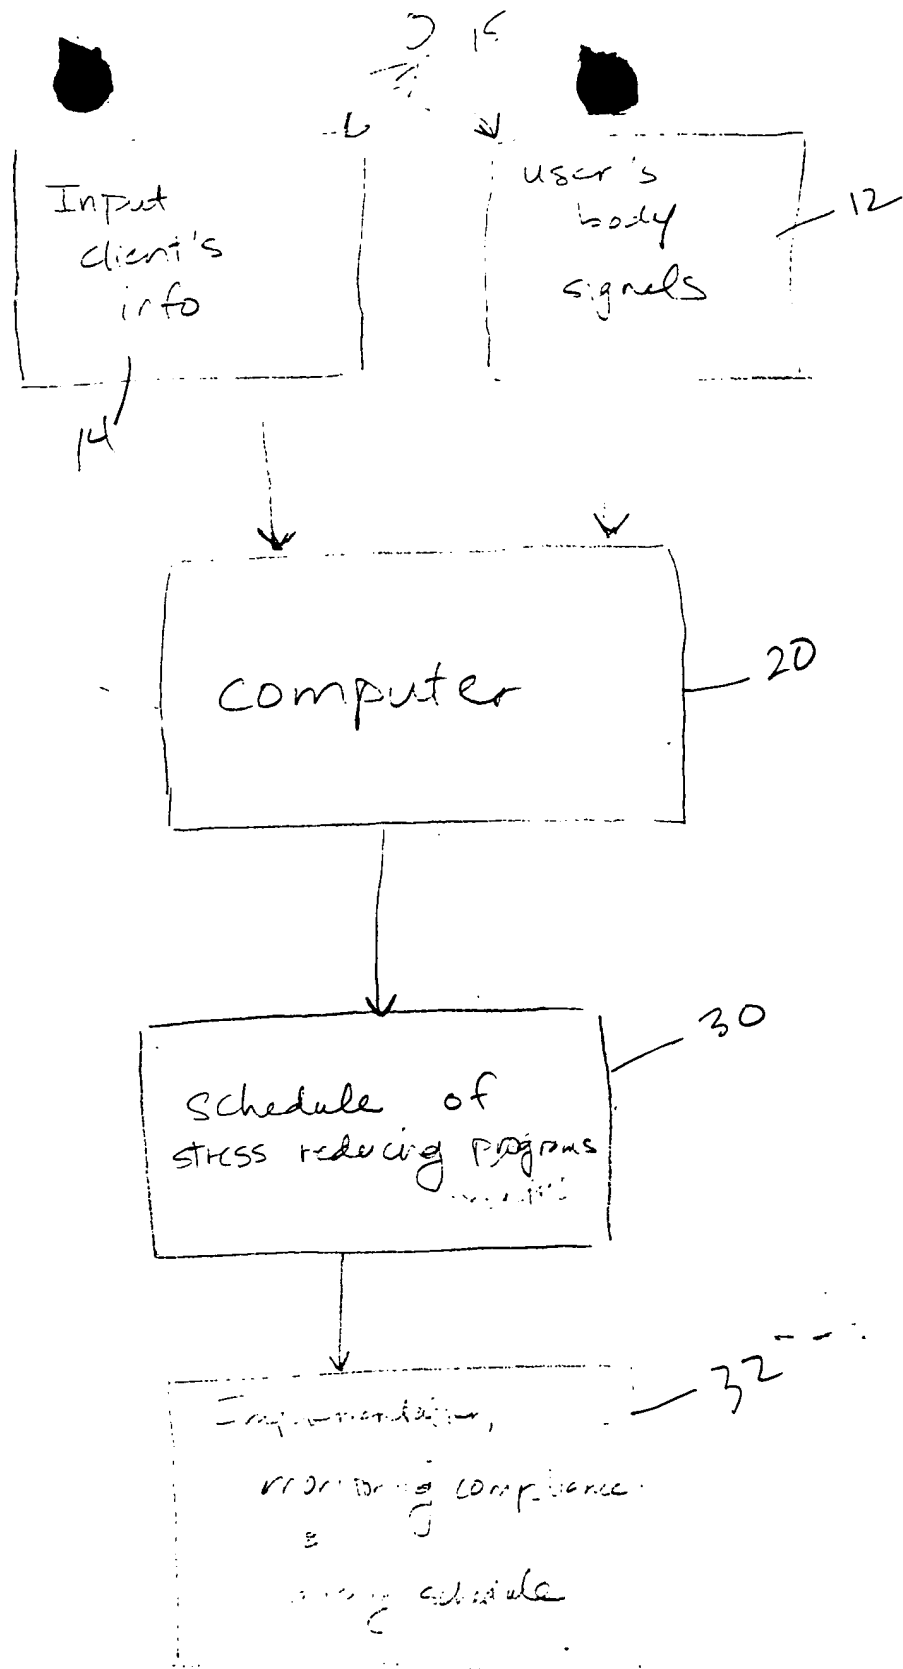 Input
client's
info
14
user's
body
signals
12
computer
20
schedule of
stress reducing programs
30
32
Implementation,
monitoring compliance
&
schedule